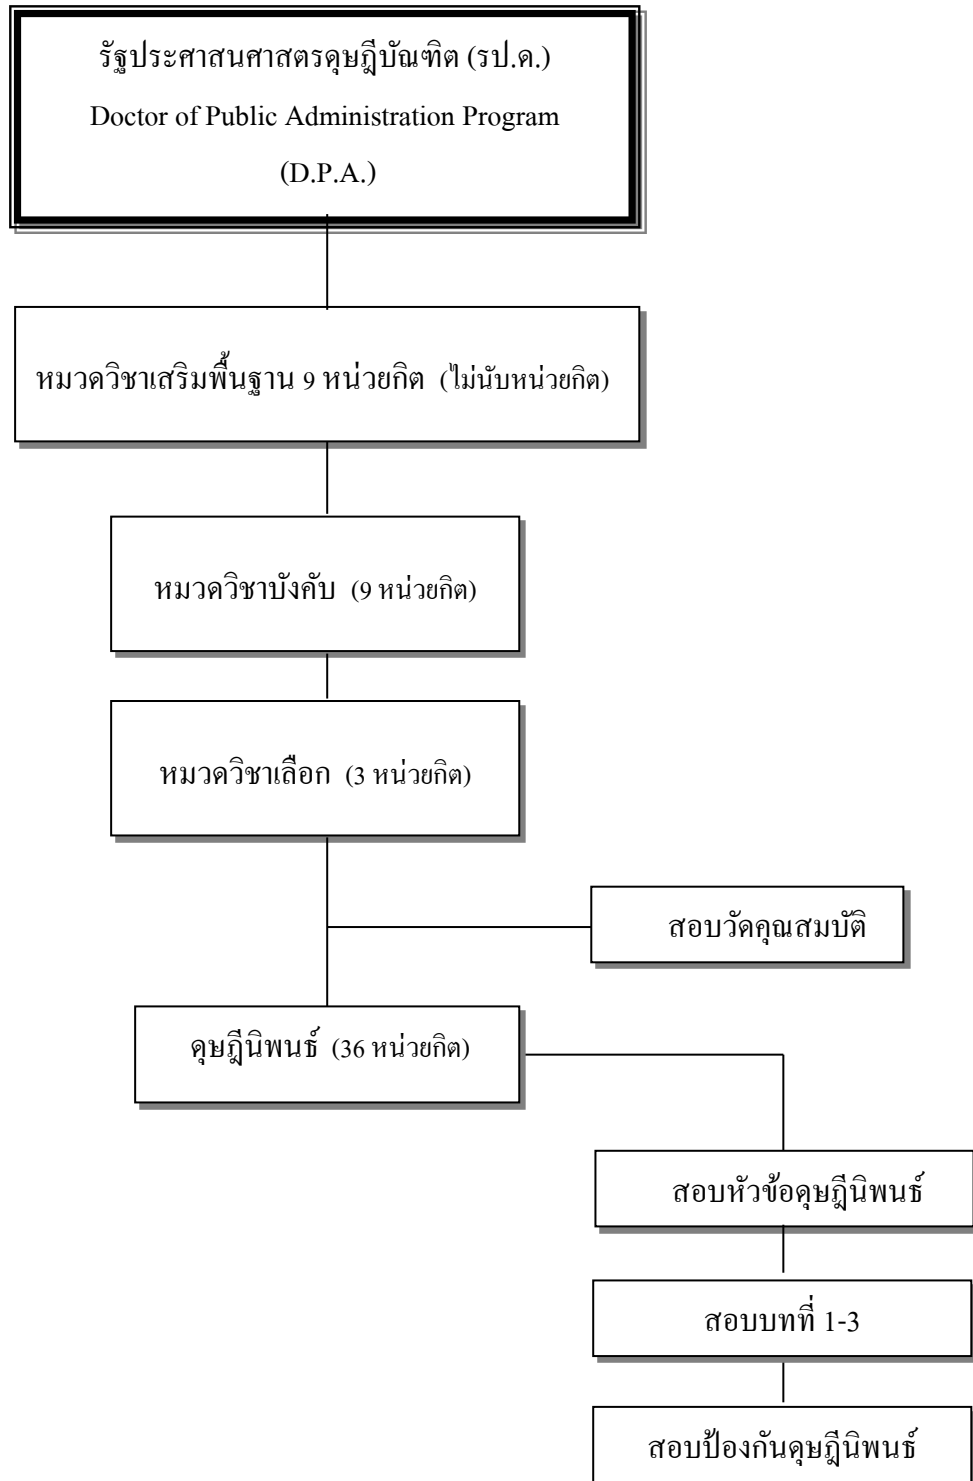 รัฐประศาสนศาสตรดุษฎีบัณฑิต (รป.ด.)
Doctor of Public Administration Program
(D.P.A.)
หมวดวิชาเสริมพื้นฐาน 9 หน่วยกิต (ไม่นับหน่วยกิต)
หมวดวิชาบังคับ (9 หน่วยกิต)
หมวดวิชาเลือก (3 หน่วยกิต)
สอบวัดคุณสมบัติ
ดุษฎีนิพนธ์ (36 หน่วยกิต)
สอบหัวข้อดุษฎีนิพนธ์
สอบบทที่ 1-3
สอบป้องกันดุษฎีนิพนธ์